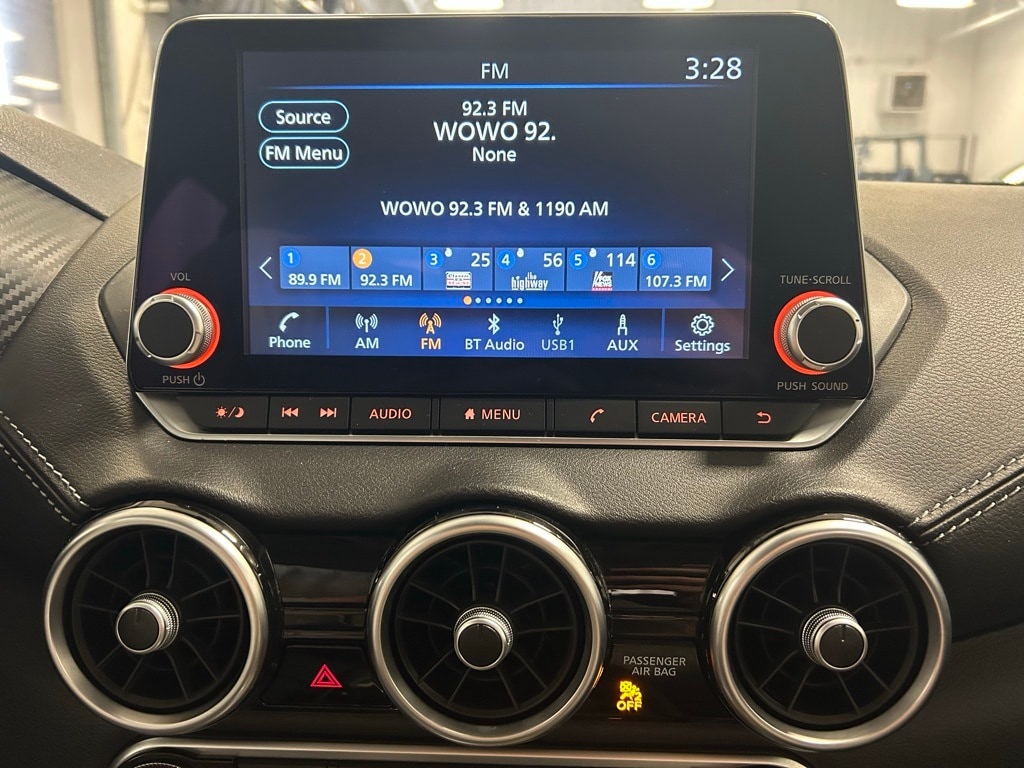 FM
3:28
Source
FM Menu
92.3 FM
WOWO 92.
None
WOWO 92.3 FM & 1190 AM
1 89.9 FM
2 92.3 FM
3 25
4 56 the highway
5 114
6 107.3 FM
Phone
AM
FM
BT Audio
USB1
AUX
Settings
VOL
PUSH
TUNE·SCROLL
PUSH SOUND
AUDIO
MENU
CAMERA
PASSENGER
AIR BAG
OFF